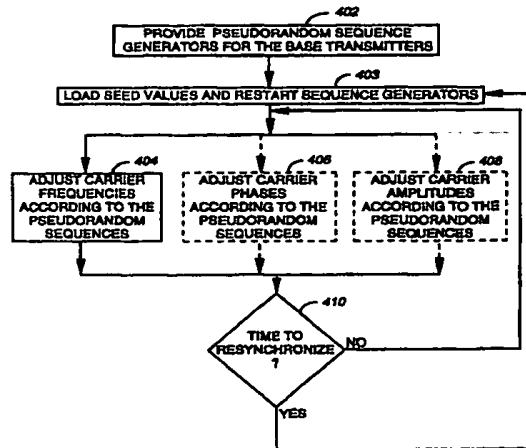 402
PROVIDE PSEUDORANDOM SEQUENCE
GENERATORS FOR THE BASE TRANSMITTERS
403
LOAD SEED VALUES AND RESTART SEQUENCE GENERATORS
404
ADJUST CARRIER
FREQUENCIES
ACCORDING TO THE
PSEUDORANDOM
SEQUENCES
406
ADJUST CARRIER
PHASES
ACCORDING TO THE
PSEUDORANDOM
SEQUENCES
408
ADJUST CARRIER
AMPLITUDES
ACCORDING TO THE
PSEUDORANDOM
SEQUENCES
410
TIME TO
RESYNCHRONIZE
?
NO
YES